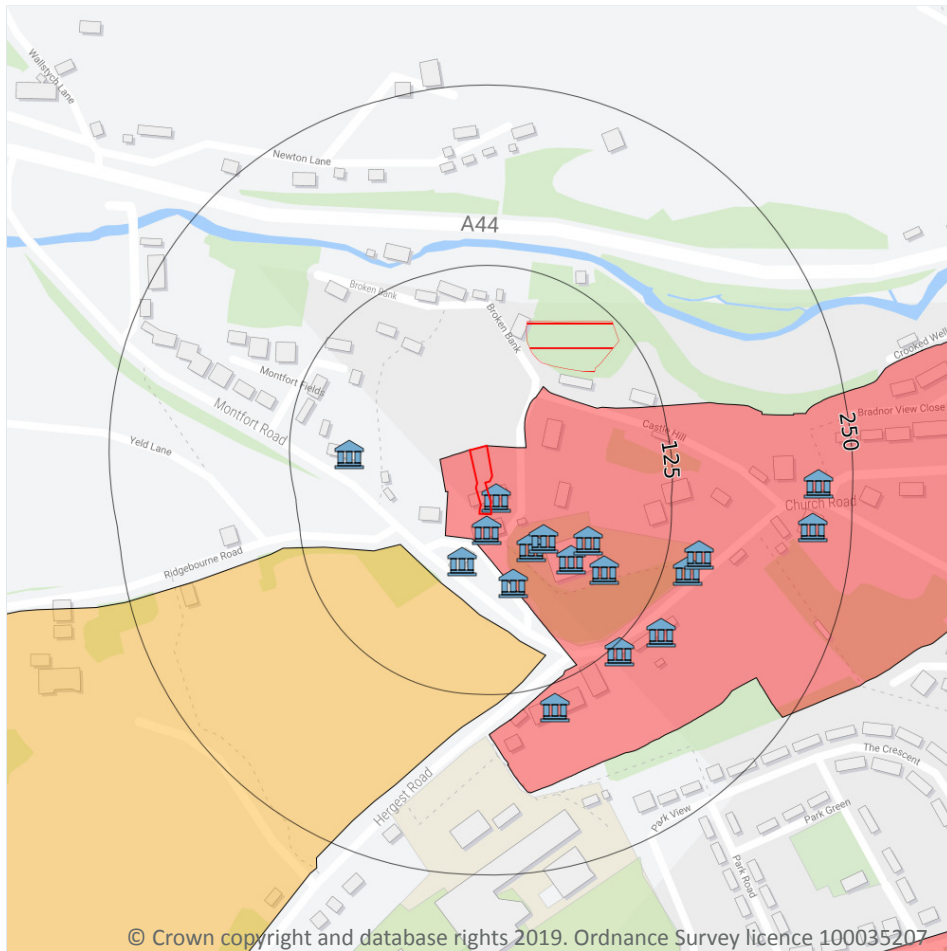 Wallstych Lane
Newton Lane
A44
Broken Bank
Broken Bank
Crooked Well
Montfort Fields
Bradnor View Close
Montfort Road
Castle Hill
250
Yeld Lane
125
Church Road
Ridgebourne Road
The Crescent
Hergest Road
Park View
Park Green
Park Road
© Crown copyright and database rights 2019. Ordnance Survey licence 100035207